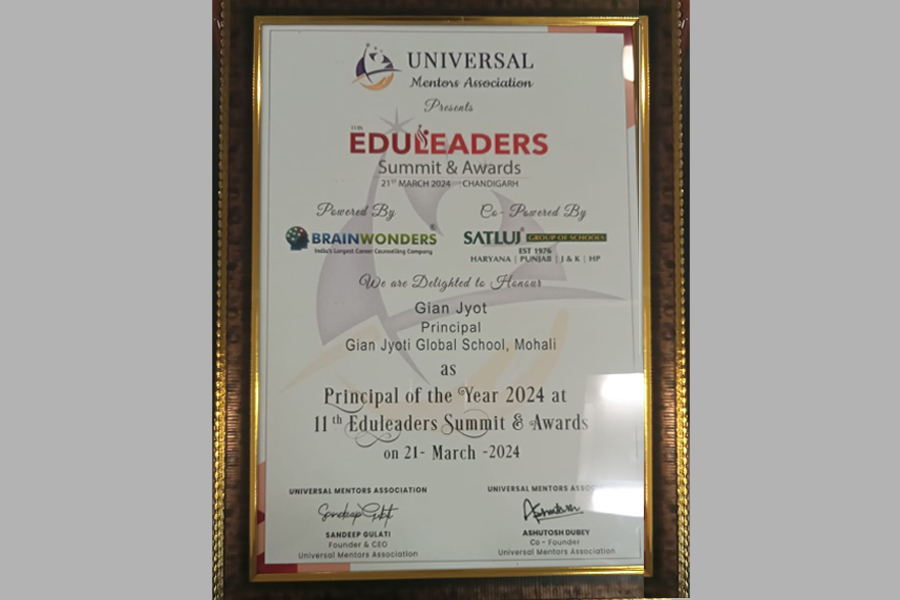 UNIVERSAL
Mentors Association
Presents
11th
EDULEADERS
Summit & Awards
21ST MARCH 2024 CHANDIGARH
Powered By
Co-Powered By
BRAINWONDERS
India's Largest Career Counselling Company
SATLUJ GROUP OF SCHOOLS
EST 1976
HARYANA | PUNJAB | J & K | HP
We are Delighted to Honour
Gian Jyot
Principal
Gian Jyoti Global School, Mohali
as
Principal of the Year 2024 at
11th Eduleaders Summit & Awards
on 21- March -2024
UNIVERSAL MENTORS ASSOCIATION
Sandeep Gulati
SANDEEP GULATI
Founder & CEO
Universal Mentors Association
UNIVERSAL MENTORS ASSOC
ASHUTOSH DUBEY
Co - Founder
Universal Mentors Association